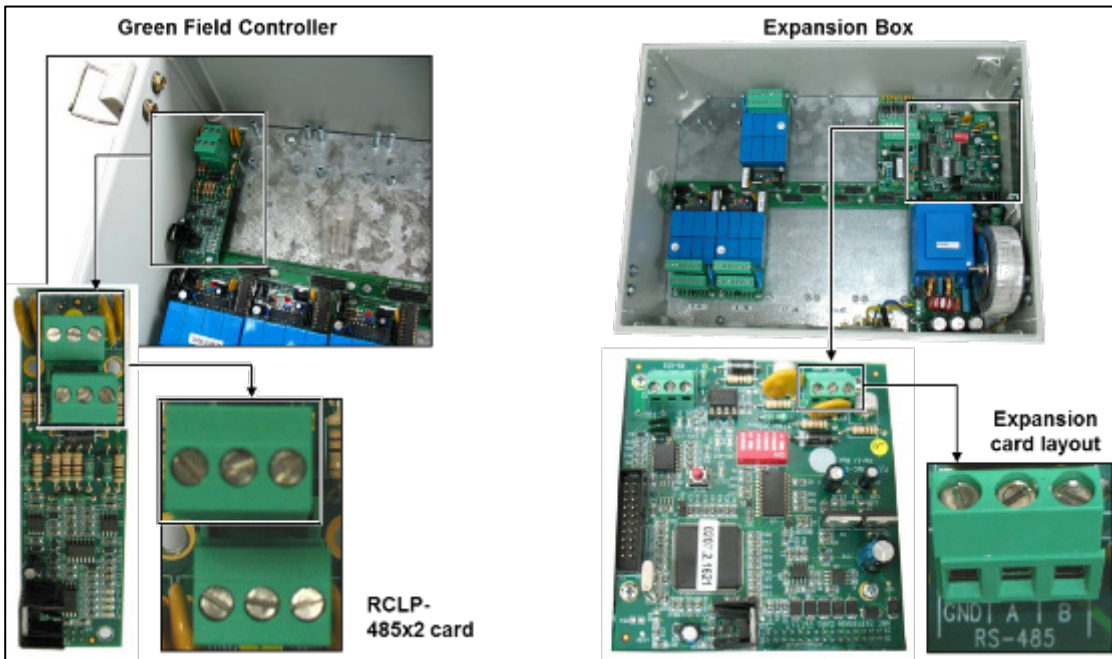 Green Field Controller
Expansion Box
RCLP-
485x2 card
Expansion
card layout
GND A B
RS-485